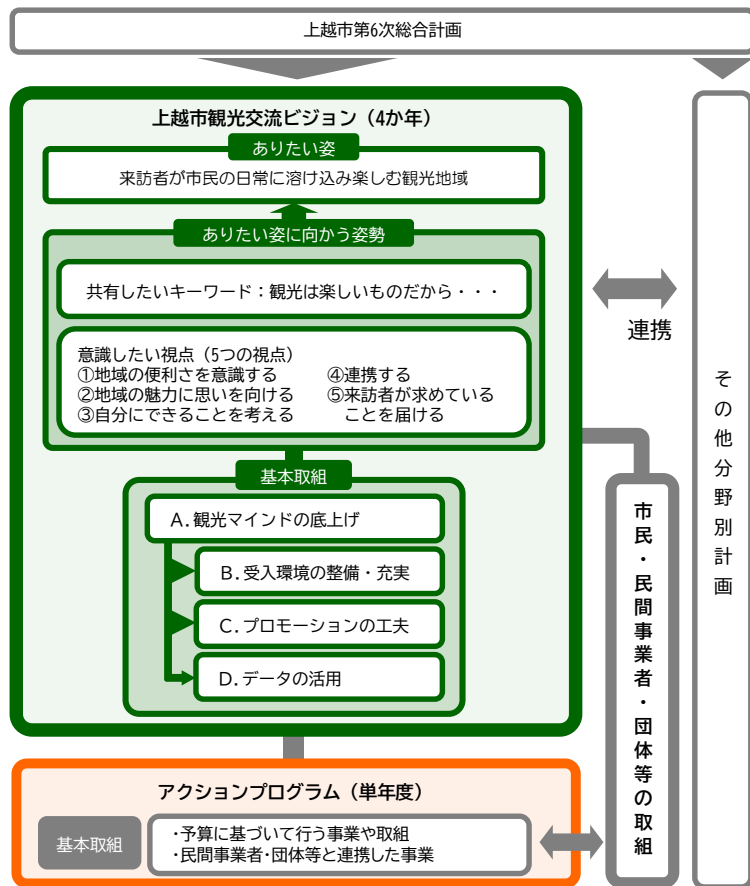 上越市第6次総合計画
上越市観光交流ビジョン（4か年）
ありたい姿
来訪者が市民の日常に溶け込み楽しむ観光地域
ありたい姿に向かう姿勢
共有したいキーワード：観光は楽しいものだから・・・
意識したい視点（5つの視点）
①地域の便利さを意識する
②地域の魅力に思いを向ける
③自分にできることを考える
④連携する
⑤来訪者が求めている
ことを届ける
基本取組
A.観光マインドの底上げ
B.受入環境の整備・充実
C.プロモーションの工夫
D.データの活用
連携
その他分野別計画
市民・民間事業者・団体等の取組
アクションプログラム（単年度）
基本取組
・予算に基づいて行う事業や取組
・民間事業者・団体等と連携した事業